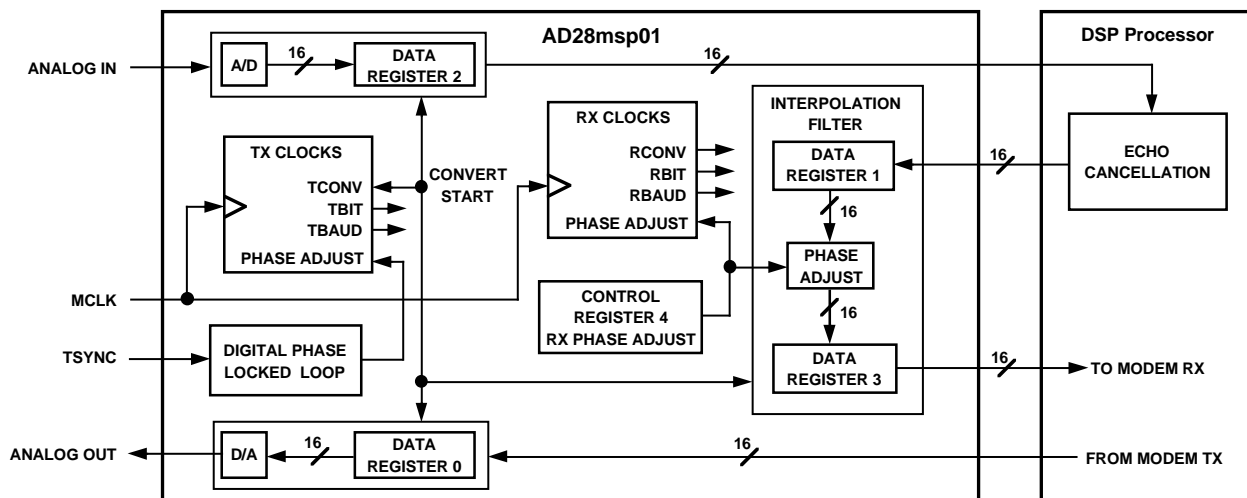 AD28msp01
DSP Processor
ANALOG IN
A/D
16
DATA
REGISTER 2
16
TX CLOCKS
TCONV
TBIT
TBAUD
PHASE ADJUST
CONVERT
START
RX CLOCKS
RCONV
RBIT
RBAUD
PHASE ADJUST
INTERPOLATION
FILTER
DATA
REGISTER 1
16
PHASE
ADJUST
16
DATA
REGISTER 3
16
ECHO
CANCELLATION
MCLK
CONTROL
REGISTER 4
RX PHASE ADJUST
TSYNC
DIGITAL PHASE
LOCKED LOOP
16
TO MODEM RX
ANALOG OUT
D/A
16
DATA
REGISTER 0
16
FROM MODEM TX